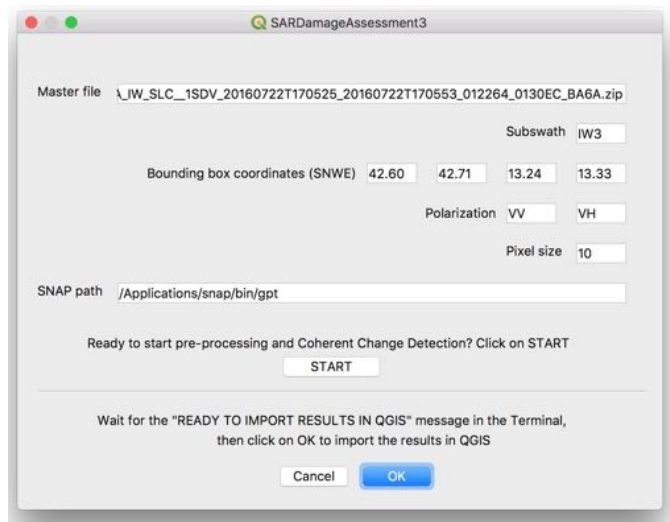 SARDamageAssessment3
Master file \_IW_SLC__1SDV_20160722T170525_20160722T170553_012264_0130EC_BA6A.zip
Subswath IW3
Bounding box coordinates (SNWE) 42.60 42.71 13.24 13.33
Polarization VV VH
Pixel size 10
SNAP path /Applications/snap/bin/gpt
Ready to start pre-processing and Coherent Change Detection? Click on START
START
Wait for the "READY TO IMPORT RESULTS IN QGIS" message in the Terminal,
then click on OK to import the results in QGIS
Cancel OK